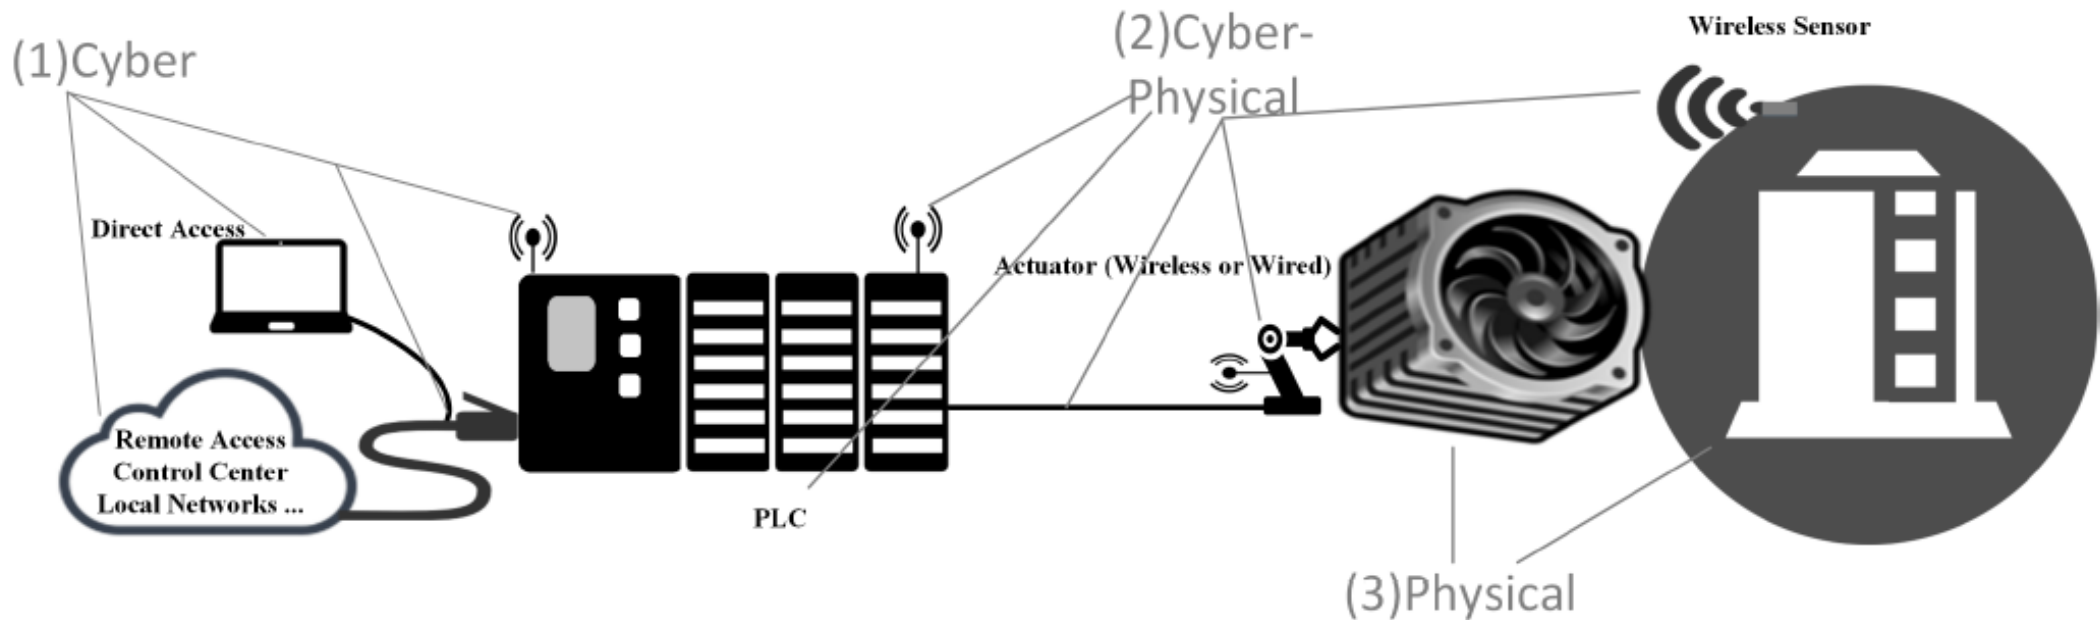 (1)Cyber
(2)Cyber-
Physical
Wireless Sensor
Direct Access
Actuator (Wireless or Wired)
Remote Access
Control Center
Local Networks ...
PLC
(3)Physical